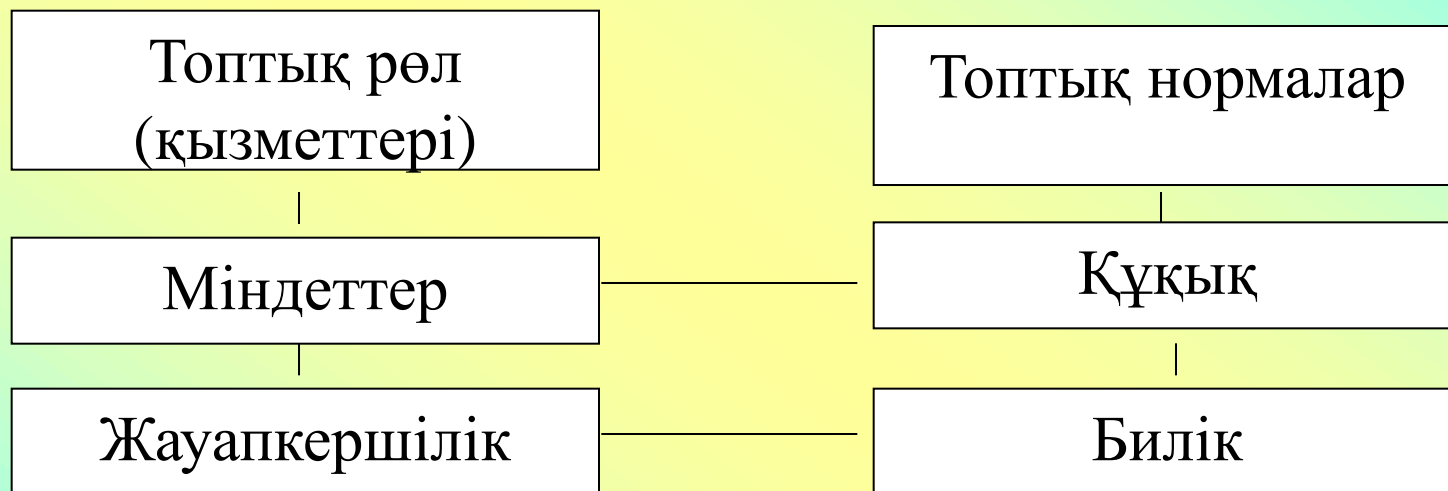 Топтық рөл
(қызметтері)
Топтық нормалар
Міндеттер
Құқық
Жауапкершілік
Билік